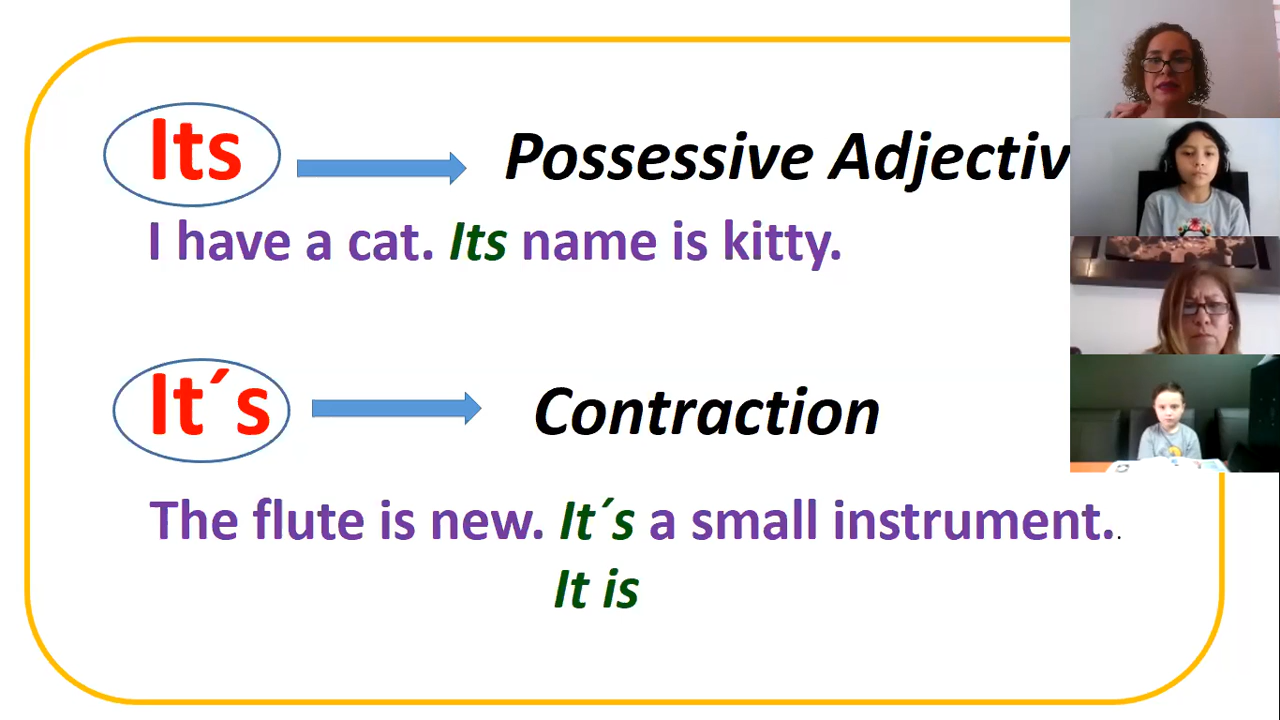 Its Possessive Adjectiv
I have a cat. Its name is kitty.
It´s Contraction
The flute is new. It´s a small instrument..
It is